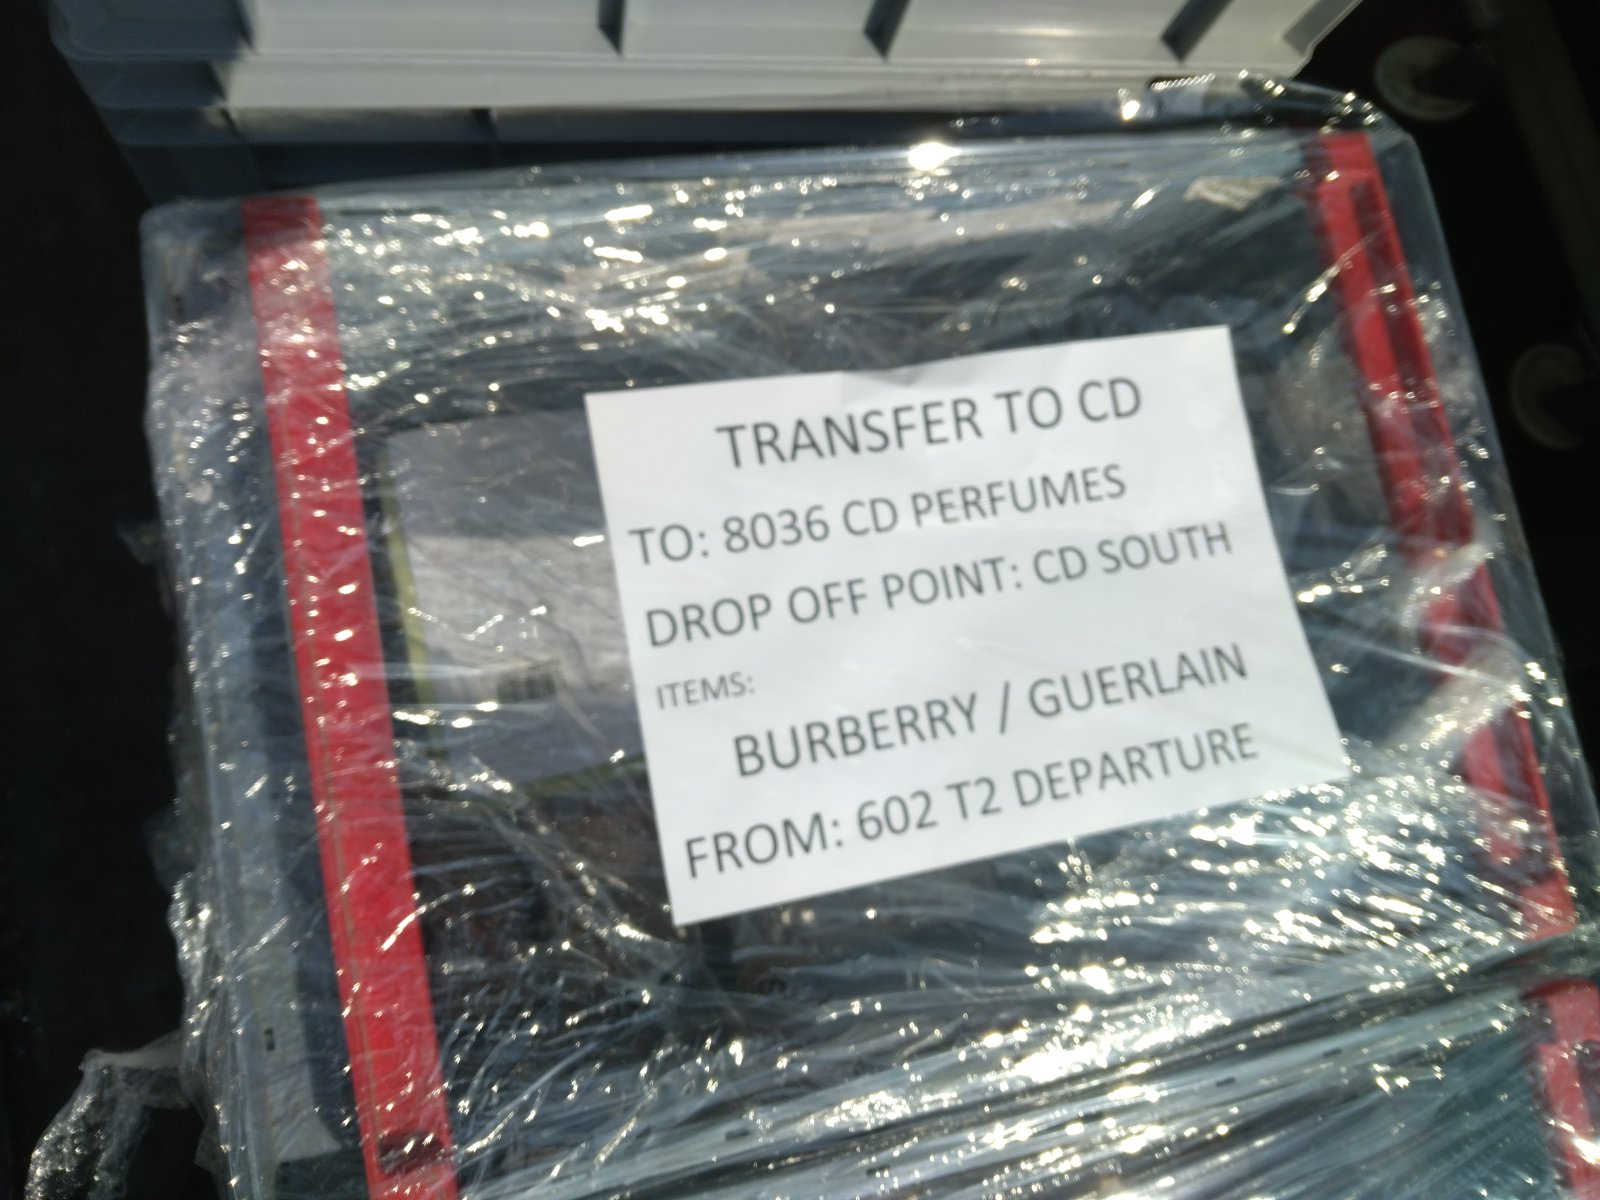 TRANSFER TO CD
TO: 8036 CD PERFUMES
DROP OFF POINT: CD SOUTH
ITEMS:
BURBERRY / GUERLAIN
FROM: 602 T2 DEPARTURE